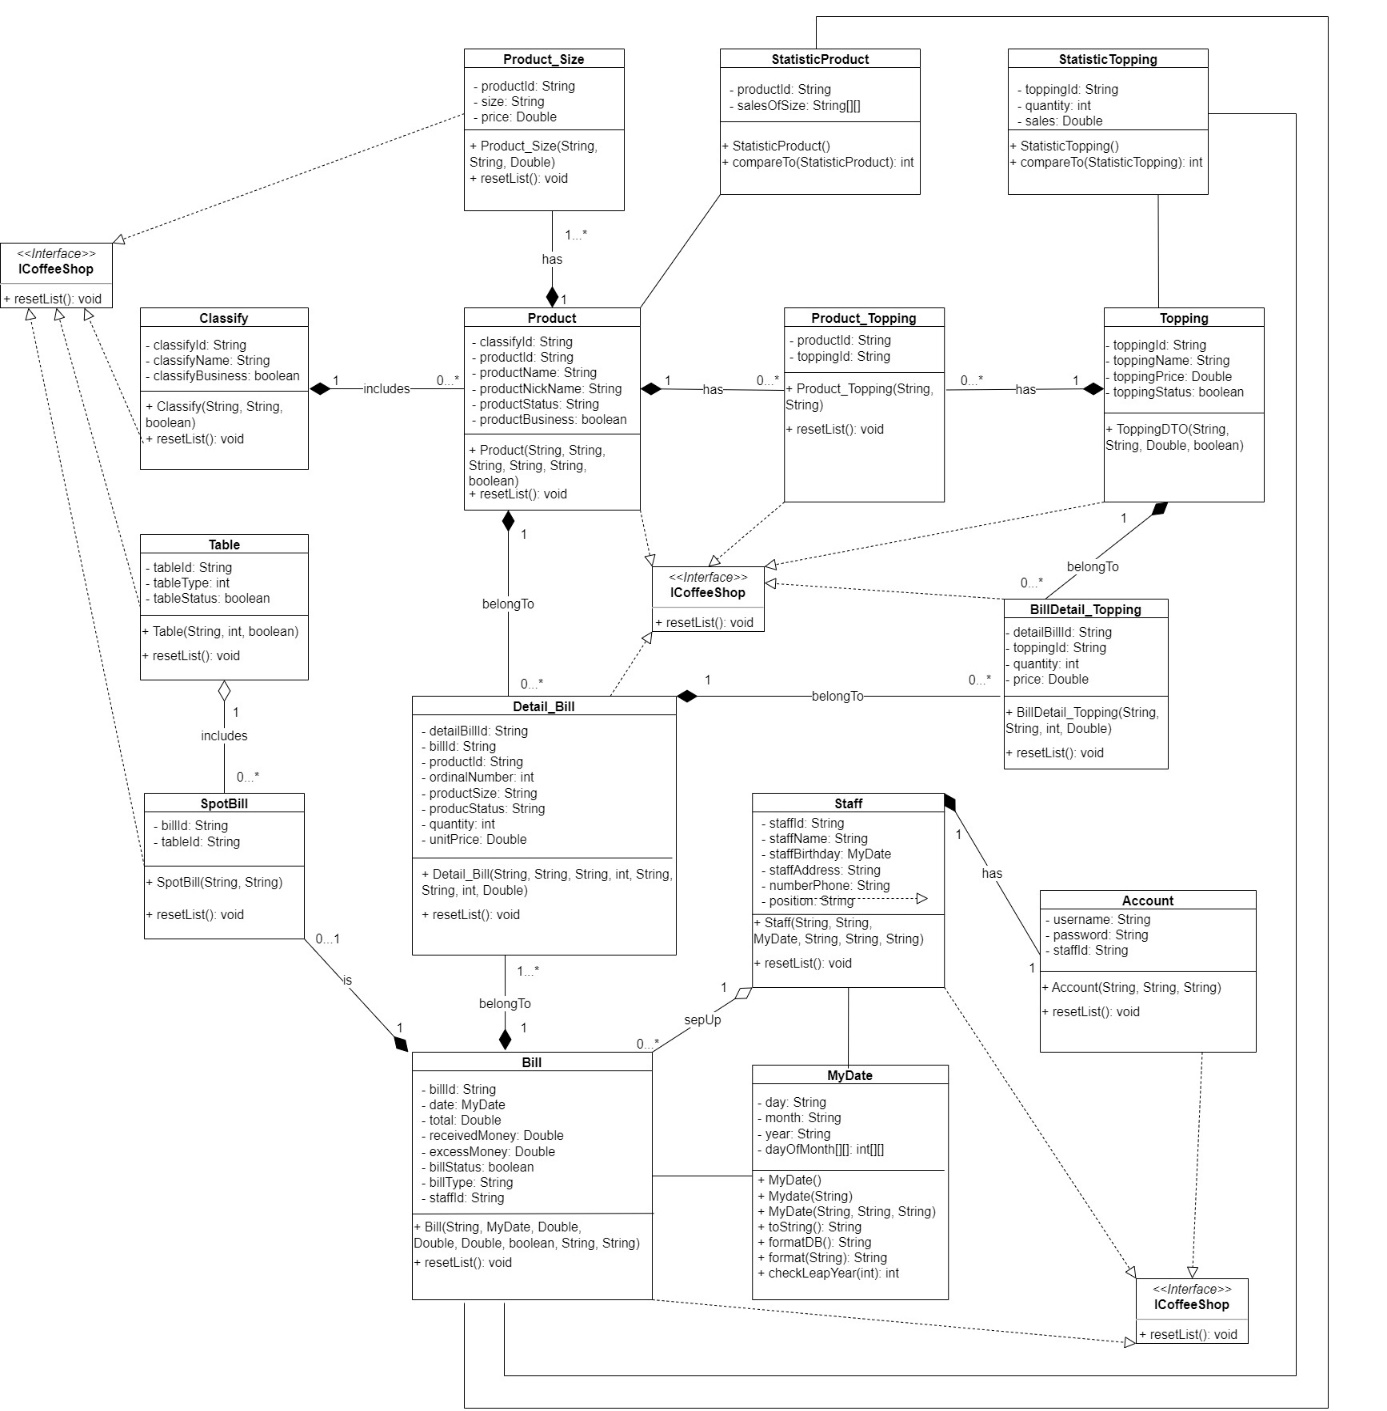 Product_Size
- productId: String
- size: String
- price: Double
+ Product_Size(String,
String, Double)
+ resetList(): void
StatisticProduct
- productId: String
- salesOfSize: String[][]
+ StatisticProduct()
+ compareTo(StatisticProduct): int
StatisticTopping
- toppingId: String
- quantity: int
- sales: Double
+ StatisticTopping()
+ compareTo(StatisticTopping): int
1...*
has
1
<<Interface>>
ICoffeeShop
+ resetList(): void
Classify
- classifyId: String
- classifyName: String
- classifyBusiness: boolean
+ Classify(String, String,
boolean)
+ resetList(): void
1
includes
0...*
Product
- classifyId: String
- productId: String
- productName: String
- productNickName: String
- productStatus: String
- productBusiness: boolean
+ Product(String, String,
String, String, String,
boolean)
+ resetList(): void
1
has
0...*
Product_Topping
- productId: String
- toppingId: String
+ Product_Topping(String,
String)
+ resetList(): void
0...*
has
1
Topping
- toppingId: String
- toppingName: String
- toppingPrice: Double
- toppingStatus: boolean
+ ToppingDTO(String,
String, Double, boolean)
1
belongTo
0...*
1
belongTo
0...*
<<Interface>>
ICoffeeShop
+ resetList(): void
Table
- tableId: String
- tableType: int
- tableStatus: boolean
+ Table(String, int, boolean)
+ resetList(): void
1
includes
0...*
BillDetail_Topping
- detailBillId: String
- toppingId: String
- quantity: int
- price: Double
+ BillDetail_Topping(String,
String, int, Double)
+ resetList(): void
1
belongTo
0...*
Detail_Bill
- detailBillId: String
- billId: String
- productId: String
- ordinalNumber: int
- productSize: String
- producStatus: String
- quantity: int
- unitPrice: Double
+ Detail_Bill(String, String, String, int, String,
String, int, Double)
+ resetList(): void
SpotBill
- billId: String
- tableId: String
+ SpotBill(String, String)
+ resetList(): void
0...1
is
1
1...*
belongTo
1
Staff
- staffId: String
- staffName: String
- staffBirthday: MyDate
- staffAddress: String
- numberPhone: String
- position: String
+ Staff(String, String,
MyDate, String, String, String)
+ resetList(): void
1
has
1
Account
- username: String
- password: String
- staffId: String
+ Account(String, String, String)
+ resetList(): void
1
sepUp
0...*
Bill
- billId: String
- date: MyDate
- total: Double
- receivedMoney: Double
- excessMoney: Double
- billStatus: boolean
- billType: String
- staffId: String
+ Bill(String, MyDate, Double,
Double, Double, boolean, String, String)
+ resetList(): void
MyDate
- day: String
- month: String
- year: String
- dayOfMonth[][]: int[][]
+ MyDate()
+ Mydate(String)
+ MyDate(String, String, String)
+ toString(): String
+ formatDB(): String
+ format(String): String
+ checkLeapYear(int): int
<<Interface>>
ICoffeeShop
+ resetList(): void